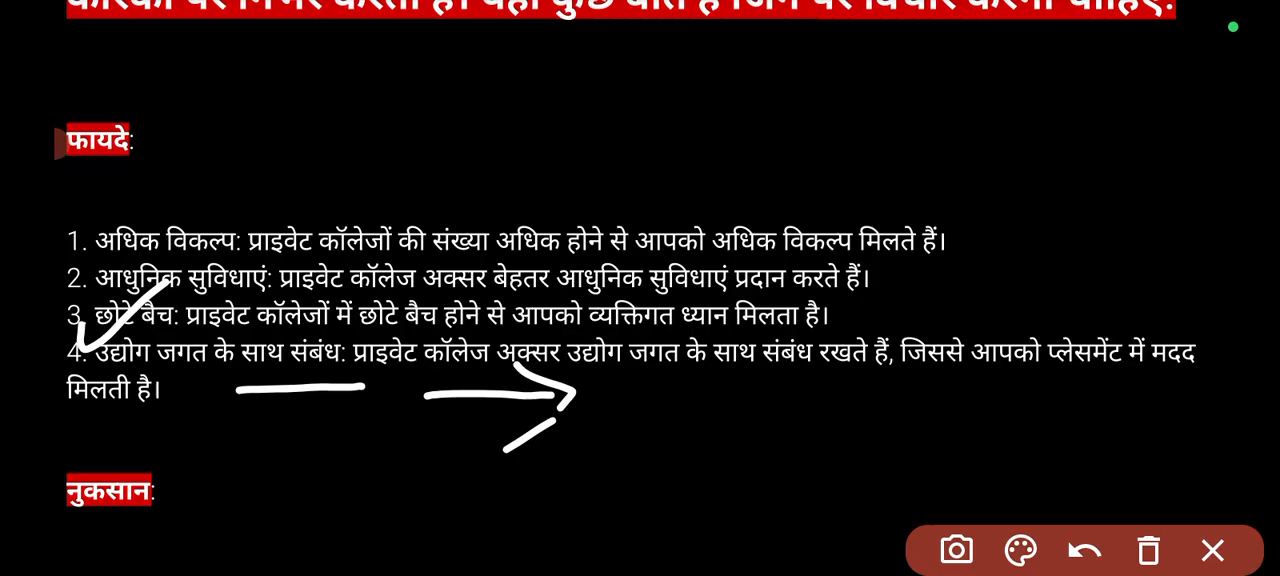 फायदे:
1. अधिक विकल्प: प्राइवेट कॉलेजों की संख्या अधिक होने से आपको अधिक विकल्प मिलते हैं।
2. आधुनिक सुविधाएं: प्राइवेट कॉलेज अक्सर बेहतर आधुनिक सुविधाएं प्रदान करते हैं।
3. छोटे बैच: प्राइवेट कॉलेजों में छोटे बैच होने से आपको व्यक्तिगत ध्यान मिलता है।
4. उद्योग जगत के साथ संबंध: प्राइवेट कॉलेज अक्सर उद्योग जगत के साथ संबंध रखते हैं, जिससे आपको प्लेसमेंट में मदद
मिलती है।
नुकसान: